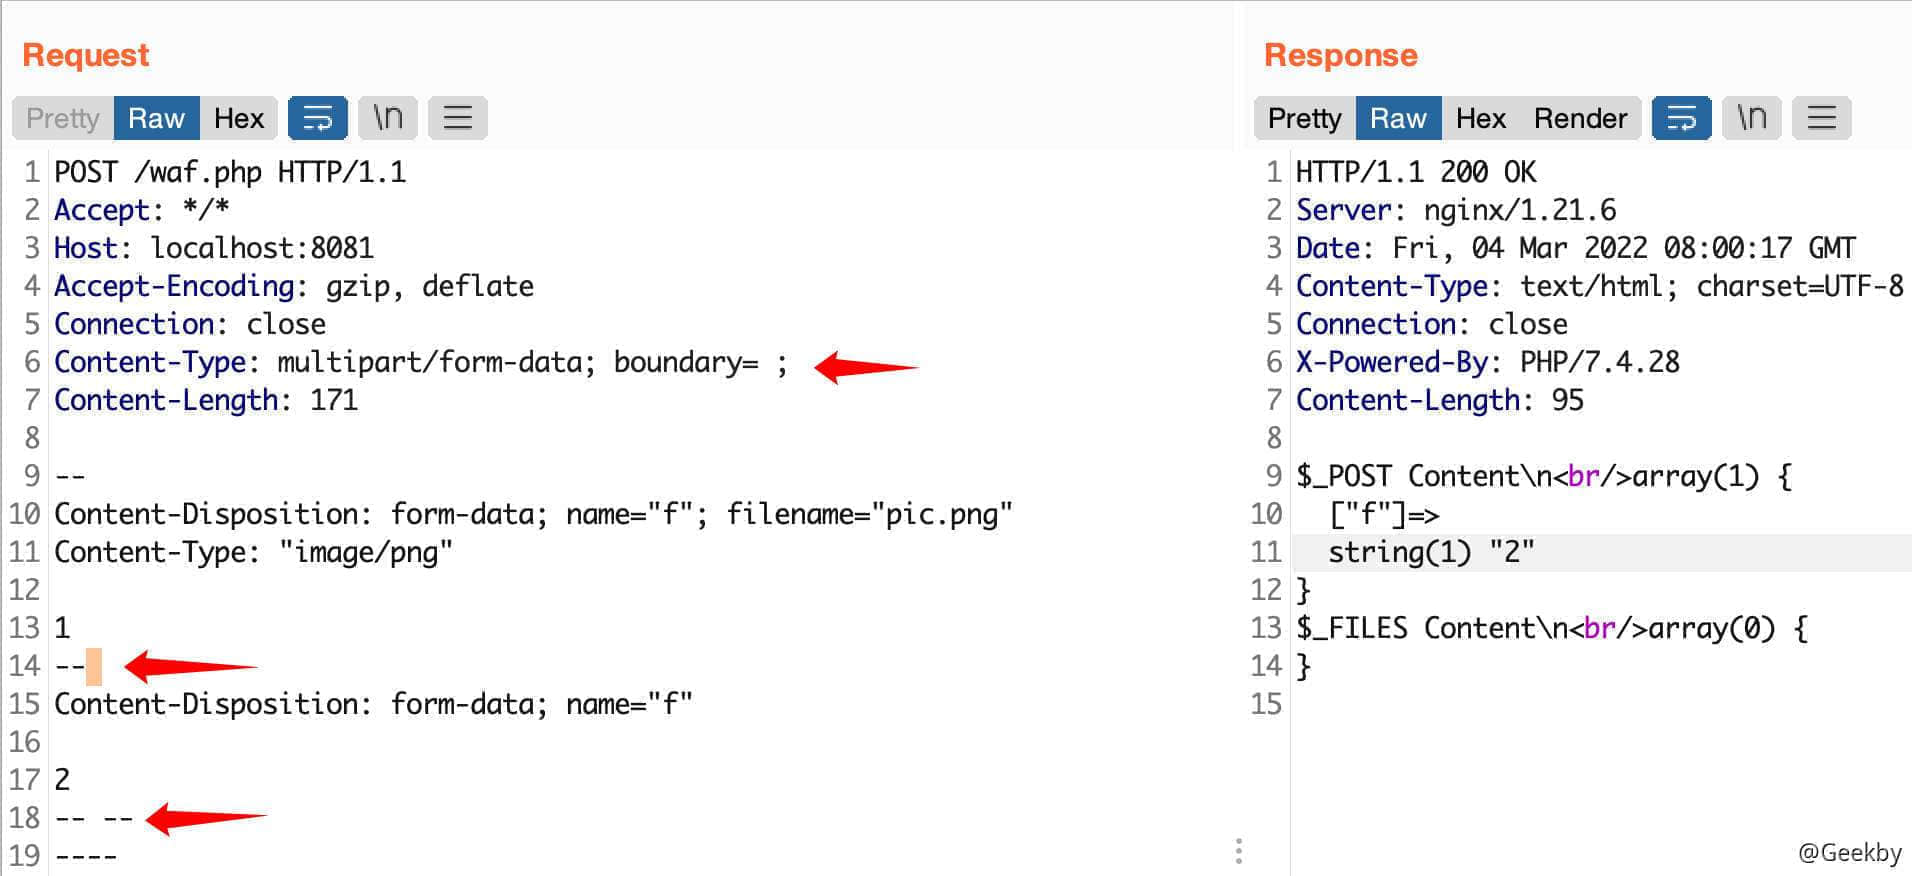 Request
Pretty Raw Hex \n
1 POST /waf.php HTTP/1.1
2 Accept: */*
3 Host: localhost:8081
4 Accept-Encoding: gzip, deflate
5 Connection: close
6 Content-Type: multipart/form-data; boundary= ;
7 Content-Length: 171
8
9 --
10 Content-Disposition: form-data; name="f"; filename="pic.png"
11 Content-Type: "image/png"
12
13 1
14 --
15 Content-Disposition: form-data; name="f"
16
17 2
18 -- --
19 ----
Response
Pretty Raw Hex Render \n
1 HTTP/1.1 200 OK
2 Server: nginx/1.21.6
3 Date: Fri, 04 Mar 2022 08:00:17 GMT
4 Content-Type: text/html; charset=UTF-8
5 Connection: close
6 X-Powered-By: PHP/7.4.28
7 Content-Length: 95
8
9 $_POST Content\n<br/>array(1) {
10 ["f"]=>
11 string(1) "2"
12 }
13 $_FILES Content\n<br/>array(0) {
14 }
15
@Geekby